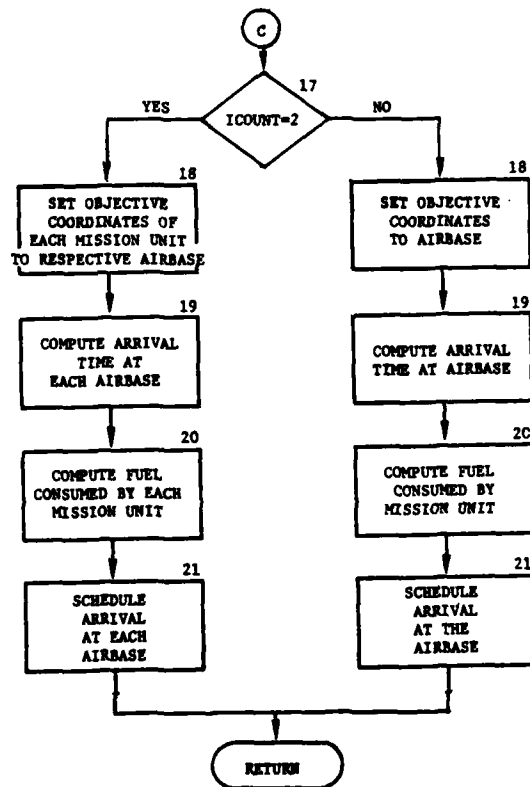 C
17
YES
ICOUNT=2
NO
18
SET OBJECTIVE
COORDINATES OF
EACH MISSION UNIT
TO RESPECTIVE AIRBASE
18
SET OBJECTIVE
COORDINATES
TO AIRBASE
19
COMPUTE ARRIVAL
TIME AT
EACH AIRBASE
19
COMPUTE ARRIVAL
TIME AT AIRBASE
20
COMPUTE FUEL
CONSUMED BY EACH
MISSION UNIT
20
COMPUTE FUEL
CONSUMED BY
MISSION UNIT
21
SCHEDULE
ARRIVAL
AT EACH
AIRBASE
21
SCHEDULE
ARRIVAL
AT THE
AIRBASE
RETURN